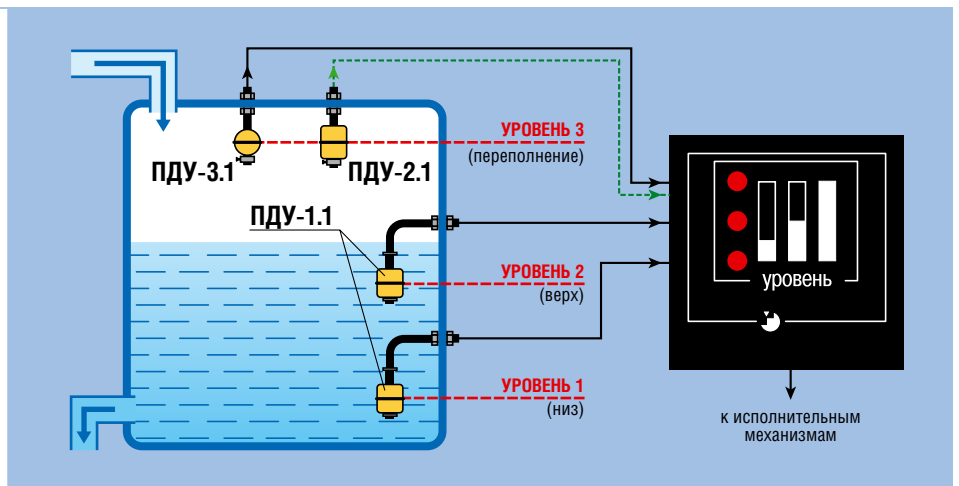 УРОВЕНЬ 3
(переполнение)
ПДУ-3.1
ПДУ-2.1
ПДУ-1.1
УРОВЕНЬ 2
(верх)
уровень
УРОВЕНЬ 1
(низ)
к исполнительным
механизмам